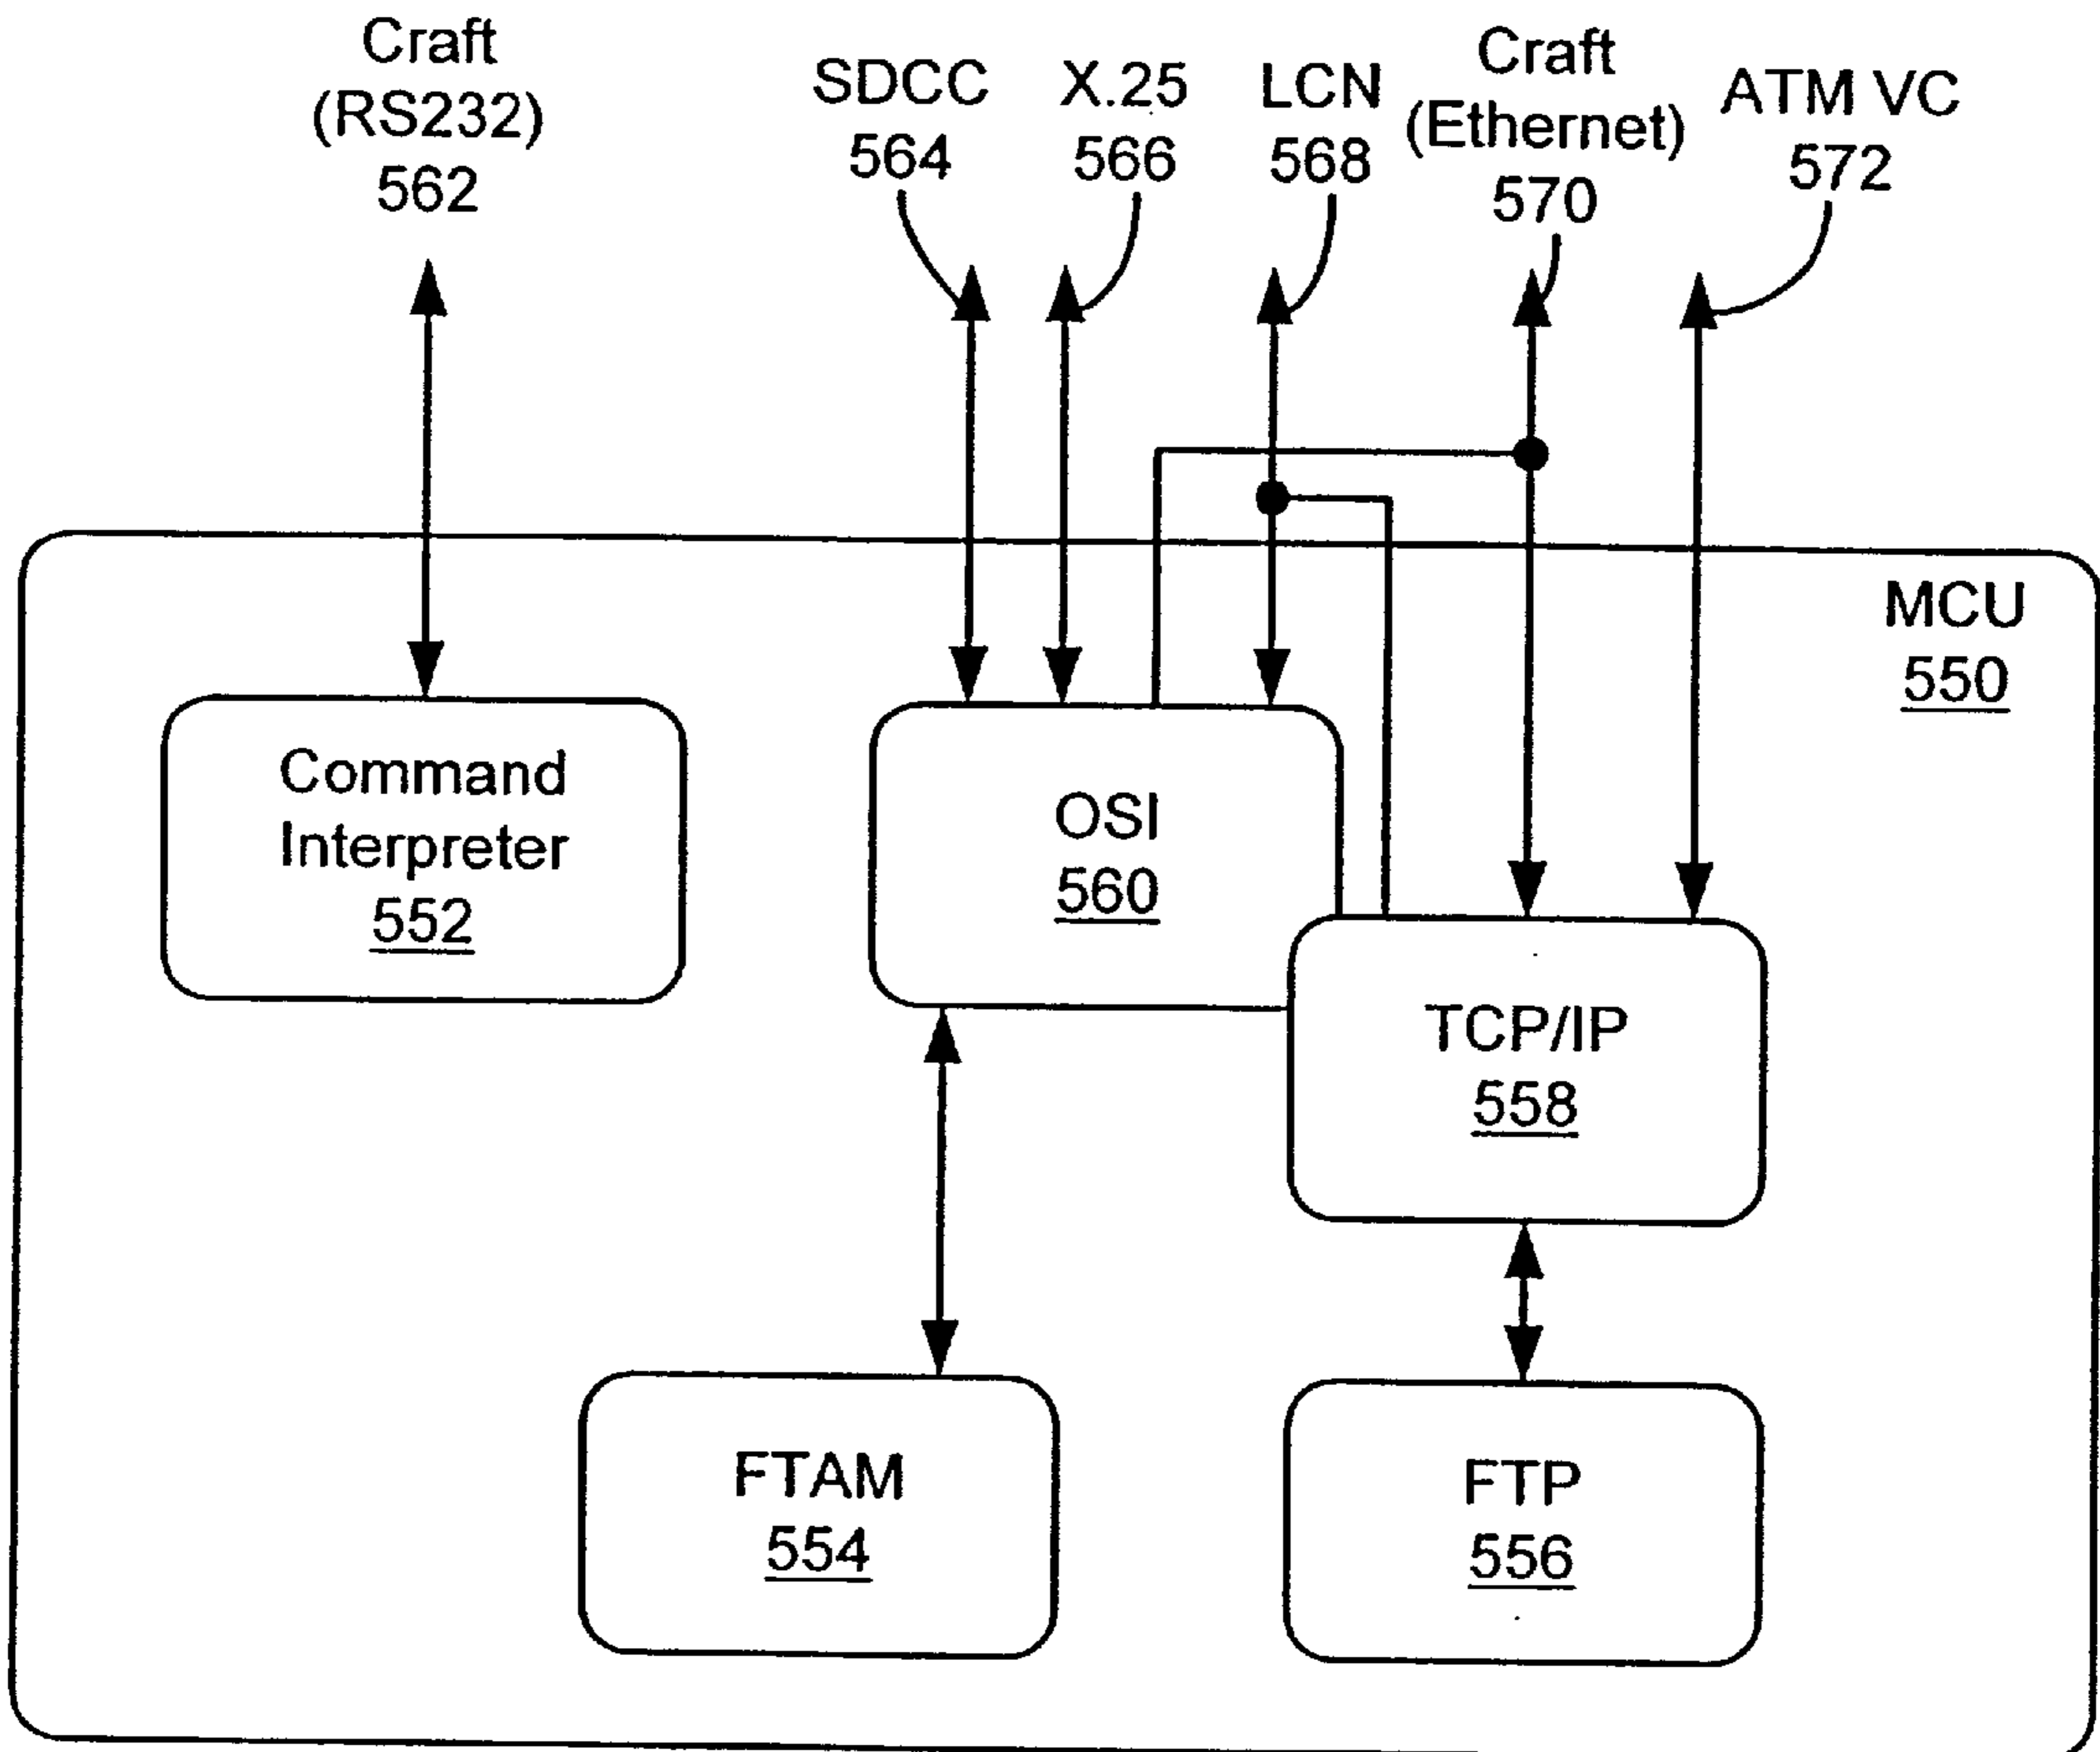 Craft
(RS232)
562
SDCC
564
X.25
566
LCN
568
Craft
(Ethernet)
570
ATM VC
572
MCU
550
Command
Interpreter
552
OSI
560
TCP/IP
558
FTAM
554
FTP
556